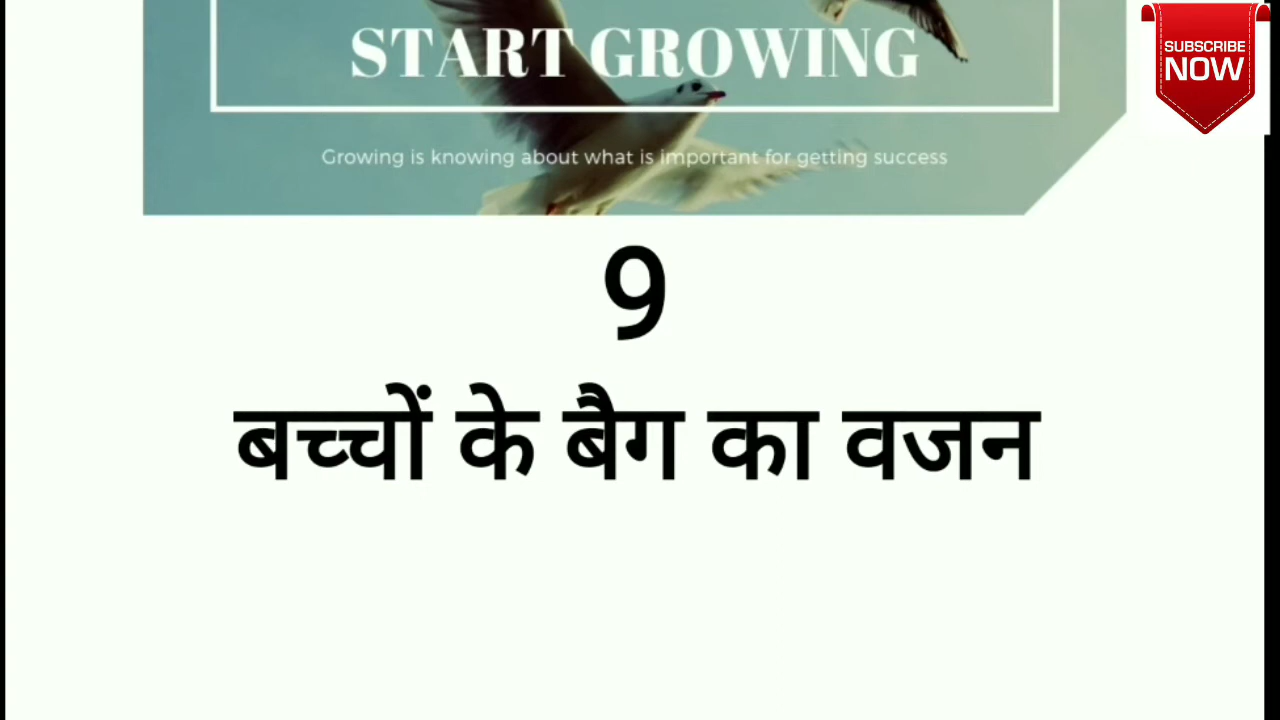 START GROWING
Growing is knowing about what is important for getting success
SUBSCRIBE
NOW
9
बच्चों के बैग का वजन